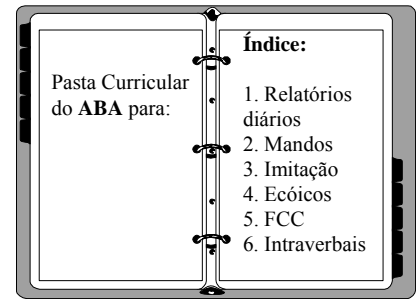 Pasta Curricular
do ABA para:
Índice:
1. Relatórios
diários
2. Mandos
3. Imitação
4. Ecóicos
5. FCC
6. Intraverbais